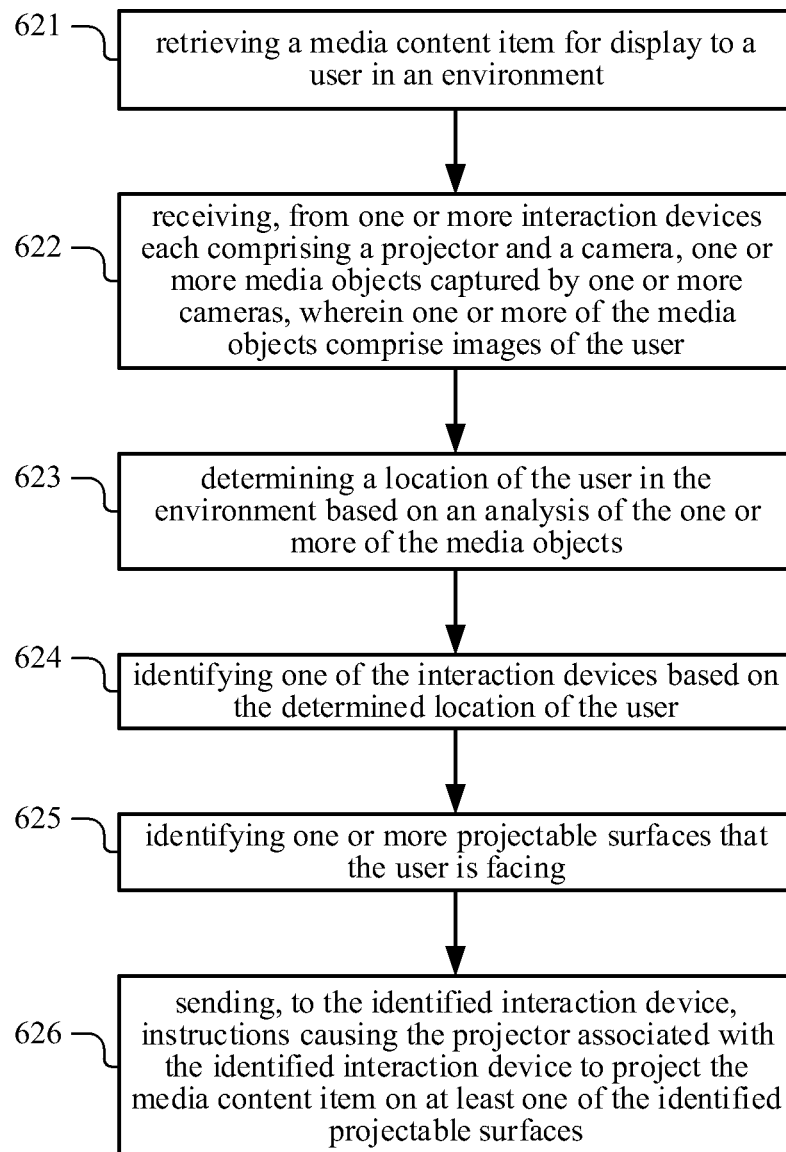 621
retrieving a media content item for display to a
user in an environment
622
receiving, from one or more interaction devices
each comprising a projector and a camera, one or
more media objects captured by one or more
cameras, wherein one or more of the media
objects comprise images of the user
623
determining a location of the user in the
environment based on an analysis of the one or
more of the media objects
624
identifying one of the interaction devices based on
the determined location of the user
625
identifying one or more projectable surfaces that
the user is facing
626
sending, to the identified interaction device,
instructions causing the projector associated with
the identified interaction device to project the
media content item on at least one of the identified
projectable surfaces